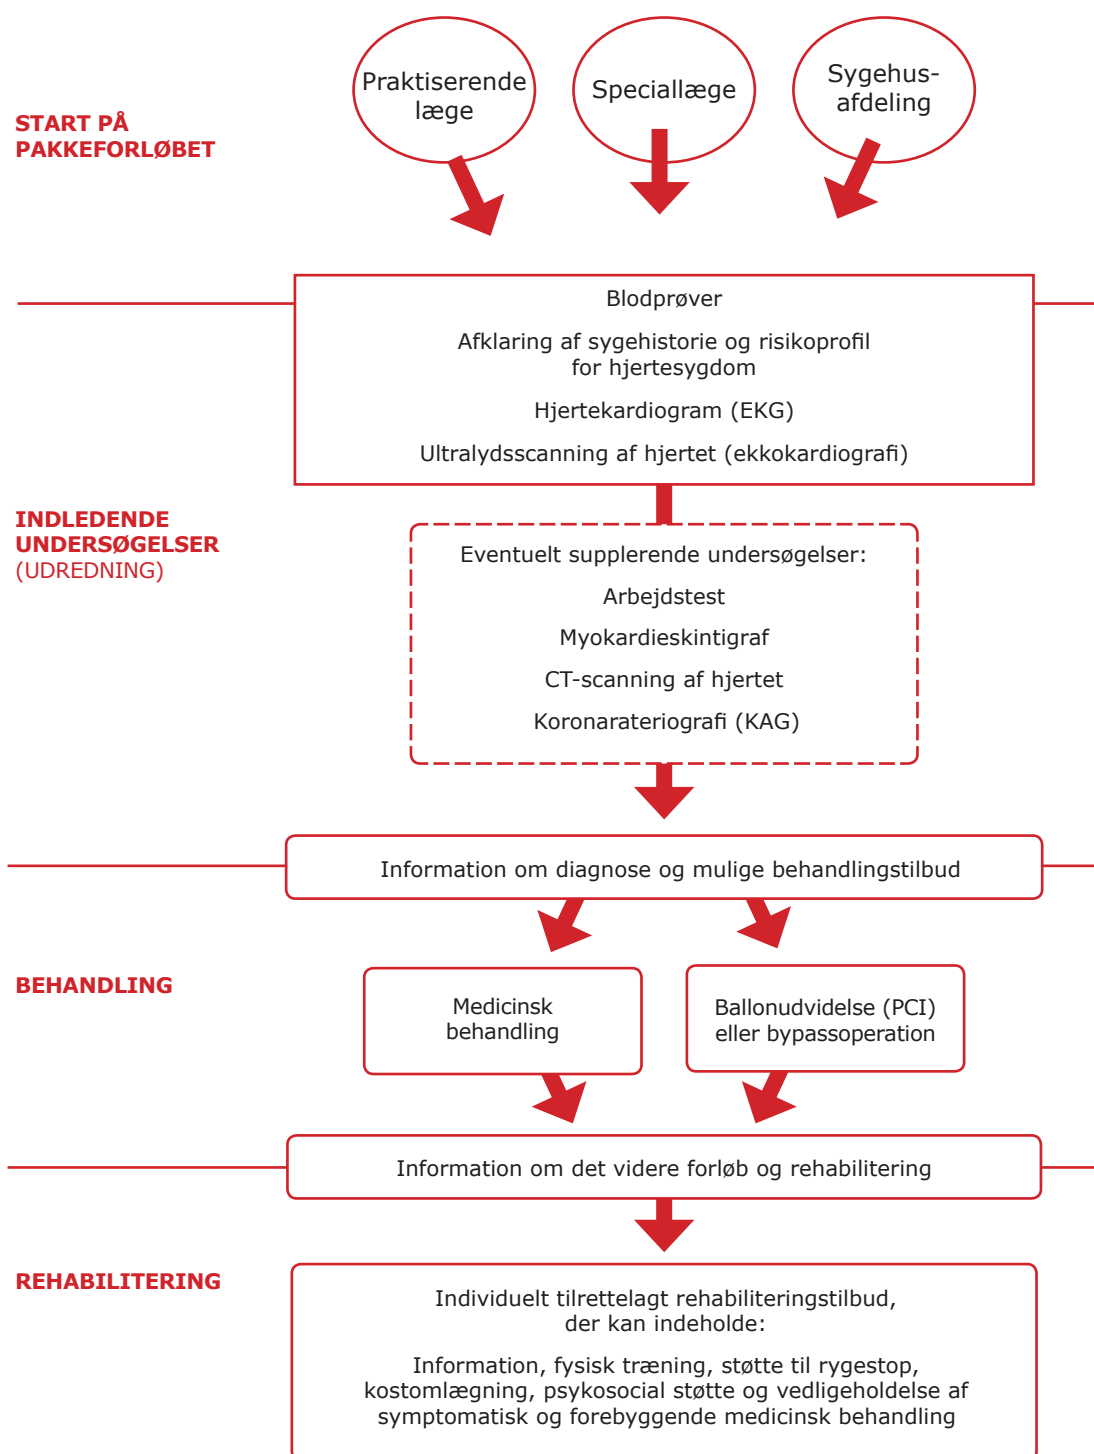 START PÅ
PAKKEFORLØBET
Praktiserende
læge
Speciallæge
Sygehus-
afdeling
Blodprøver
Afklaring af sygehistorie og risikoprofil
for hjertesygdom
Hjertekardiogram (EKG)
Ultralydsscanning af hjertet (ekkokardiografi)
INDLEDENDE
UNDERSØGELSER
(UDREDNING)
Eventuelt supplerende undersøgelser:
Arbejdstest
Myokardieskintigraf
CT-scanning af hjertet
Koronarateriografi (KAG)
Information om diagnose og mulige behandlingstilbud
BEHANDLING
Medicinsk
behandling
Ballonudvidelse (PCI)
eller bypassoperation
Information om det videre forløb og rehabilitering
REHABILITERING
Individuelt tilrettelagt rehabiliteringstilbud,
der kan indeholde:
Information, fysisk træning, støtte til rygestop,
kostomlægning, psykosocial støtte og vedligeholdelse af
symptomatisk og forebyggende medicinsk behandling